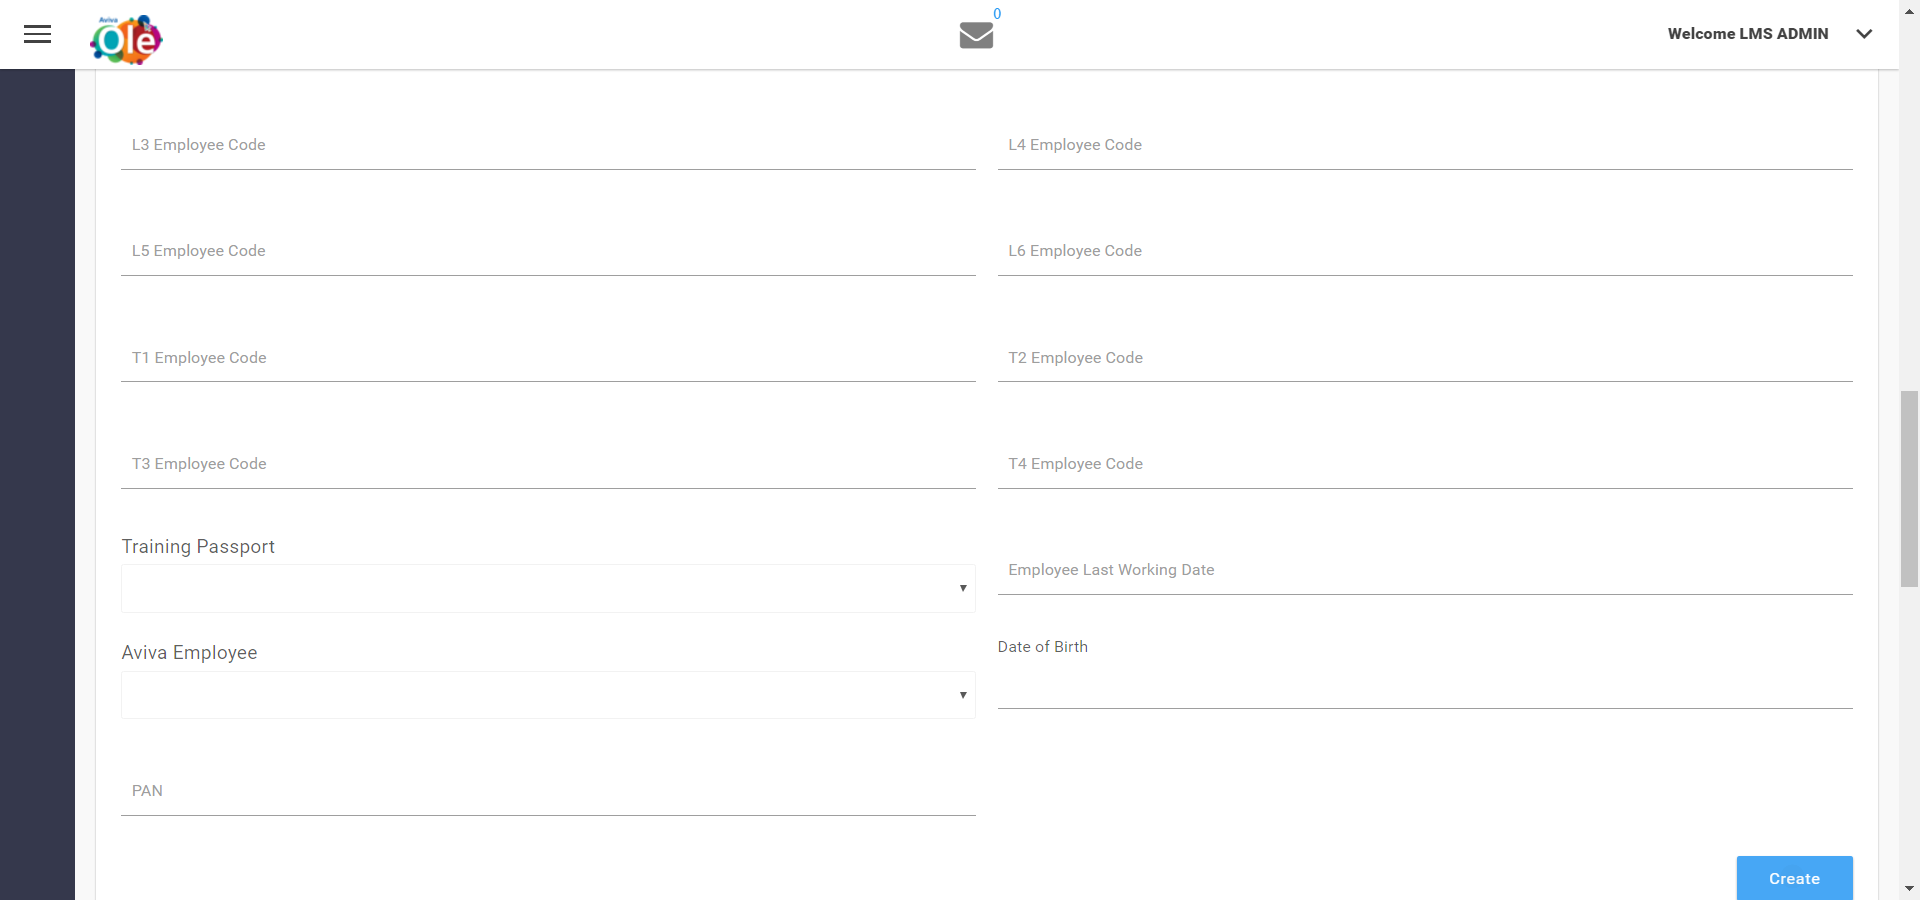 Aviva
Ole
0
Welcome LMS ADMIN
L3 Employee Code
L4 Employee Code
L5 Employee Code
L6 Employee Code
T1 Employee Code
T2 Employee Code
T3 Employee Code
T4 Employee Code
Training Passport
Employee Last Working Date
Aviva Employee
Date of Birth
PAN
Create